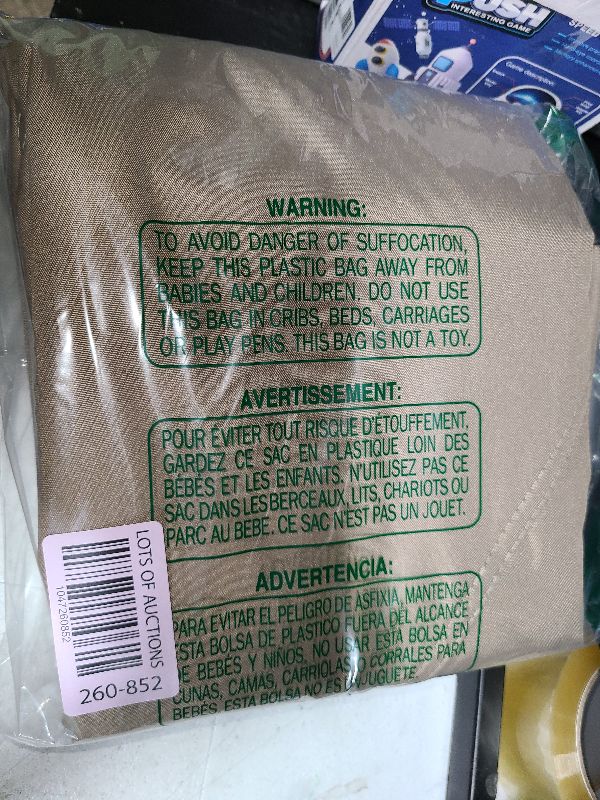 USH
INTERESTING GAME
Game description
WARNING:
TO AVOID DANGER OF SUFFOCATION,
KEEP THIS PLASTIC BAG AWAY FROM
BABIES AND CHILDREN. DO NOT USE
THIS BAG IN CRIBS, BEDS, CARRIAGES
OR PLAY PENS. THIS BAG IS NOT A TOY.
AVERTISSEMENT:
POUR ÉVITER TOUT RISQUE D'ÉTOUFFEMENT,
GARDEZ CE SAC EN PLASTIQUE LOIN DES
BÉBÉS ET LES ENFANTS. N'UTILISEZ PAS CE
SAC DANS LES BERCEAUX, LITS, CHARIOTS OU
PARC AU BEBE. CE SAC N'EST PAS UN JOUET.
ADVERTENCIA:
PARA EVITAR EL PELIGRO DE ASFIXIA, MANTENGA
ESTA BOLSA DE PLASTICO FUERA DEL ALCANCE
DE BEBÉS Y NIÑOS. NO USAR ESTA BOLSA EN
CUNAS, CAMAS, CARRIOLAS O CORRALES PARA
BEBÉS. ESTA BOLSA NO ES JUGUETE.
LOTS OF AUCTIONS
1047260852
260-852